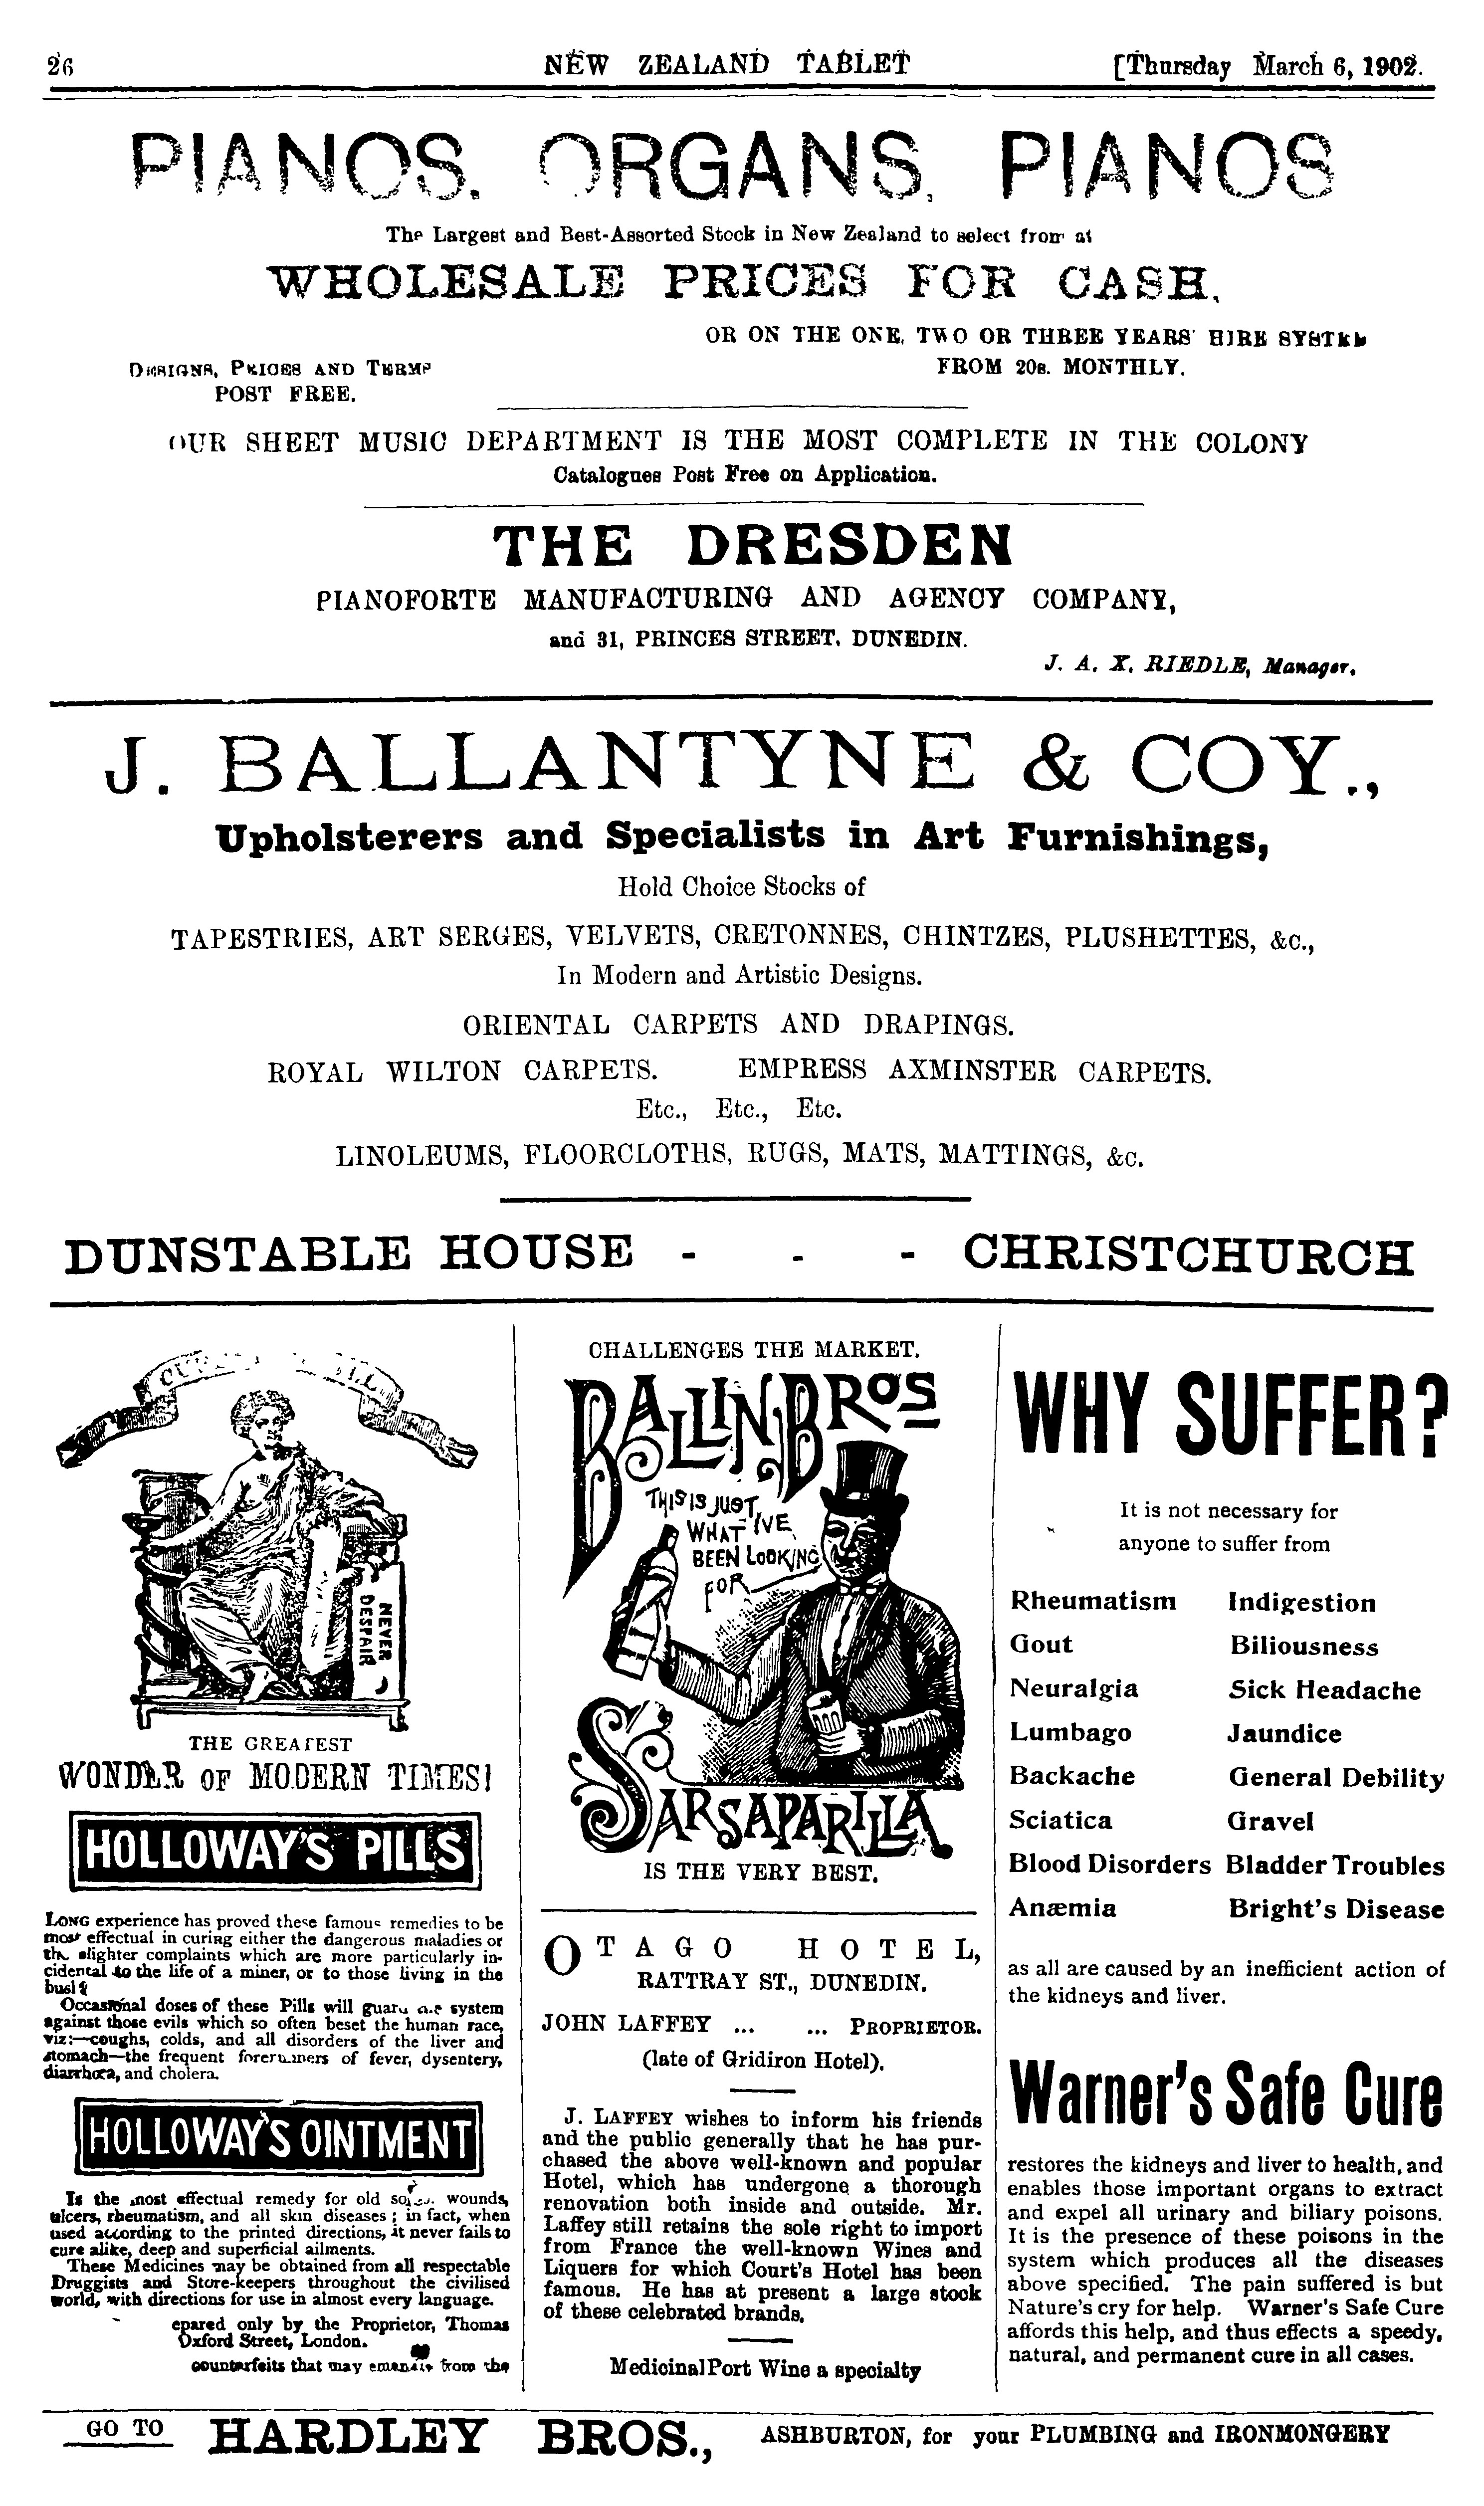 26 NEW ZEALAND TABLET [Thursday March 6, 1902.
PIANOS. ORGANS, PIANOS
The Largest and Best-Assorted Stock in New Zealand to select from at
WHOLESALE PRICES FOR CASH,
OR ON THE ONE, TWO OR THREE YEARS' HIRE SYSTEM
FROM 20s. MONTHLY.
DESIGNS, PRICES AND TERMS
POST FREE.
OUR SHEET MUSIC DEPARTMENT IS THE MOST COMPLETE IN THE COLONY
Catalogues Post Free on Application.
THE DRESDEN
PIANOFORTE MANUFACTURING AND AGENCY COMPANY,
and 31, PRINCES STREET. DUNEDIN.
J. A. X. RIEDLE, Manager.
J. BALLANTYNE & COY.,
Upholsterers and Specialists in Art Furnishings,
Hold Choice Stocks of
TAPESTRIES, ART SERGES, VELVETS, CRETONNES, CHINTZES, PLUSHETTES, &c.,
In Modern and Artistic Designs.
ORIENTAL CARPETS AND DRAPINGS.
ROYAL WILTON CARPETS. EMPRESS AXMINSTER CARPETS.
Etc., Etc., Etc.
LINOLEUMS, FLOORCLOTHS, RUGS, MATS, MATTINGS, &c.
DUNSTABLE HOUSE - - - CHRISTCHURCH
NEVER
DESPAIR
THE GREATEST
WONDER OF MODERN TIMES!
HOLLOWAY'S PILLS
LONG experience has proved these famous remedies to be
most effectual in curing either the dangerous maladies or
the slighter complaints which are more particularly in-
cidental to the life of a miner, or to those living in the
bush
Occasional doses of these Pills will guard the system
against those evils which so often beset the human race,
viz:—coughs, colds, and all disorders of the liver and
stomach—the frequent forerunners of fever, dysentery,
diarrhœa, and cholera.
HOLLOWAY'S OINTMENT
Is the most effectual remedy for old sores, wounds,
ulcers, rheumatism, and all skin diseases; in fact, when
used according to the printed directions, it never fails to
cure alike, deep and superficial ailments.
These Medicines may be obtained from all respectable
Druggists and Store-keepers throughout the civilised
world, with directions for use in almost every language.
epared only by the Proprietor, Thomas
Oxford Street, London.
counterfeits that may emanate from the
CHALLENGES THE MARKET.
BALLIN BROS
THIS IS JUST
WHAT I'VE
BEEN LOOKING
FOR
SARSAPARILLA
IS THE VERY BEST.
OTAGO HOTEL,
RATTRAY ST., DUNEDIN.
JOHN LAFFEY ... ... PROPRIETOR.
(late of Gridiron Hotel).
J. LAFFEY wishes to inform his friends
and the public generally that he has pur-
chased the above well-known and popular
Hotel, which has undergone a thorough
renovation both inside and outside. Mr.
Laffey still retains the sole right to import
from France the well-known Wines and
Liquers for which Court's Hotel has been
famous. He has at present a large stock
of these celebrated brands.
Medicinal Port Wine a specialty
WHY SUFFER?
It is not necessary for
anyone to suffer from
Rheumatism Indigestion
Gout Biliousness
Neuralgia Sick Headache
Lumbago Jaundice
Backache General Debility
Sciatica Gravel
Blood Disorders Bladder Troubles
Anæmia Bright's Disease
as all are caused by an inefficient action of
the kidneys and liver.
Warner's Safe Cure
restores the kidneys and liver to health, and
enables those important organs to extract
and expel all urinary and biliary poisons.
It is the presence of these poisons in the
system which produces all the diseases
above specified. The pain suffered is but
Nature's cry for help. Warner's Safe Cure
affords this help, and thus effects a speedy,
natural, and permanent cure in all cases.
GO TO HARDLEY BROS., ASHBURTON, for your PLUMBING and IRONMONGERY